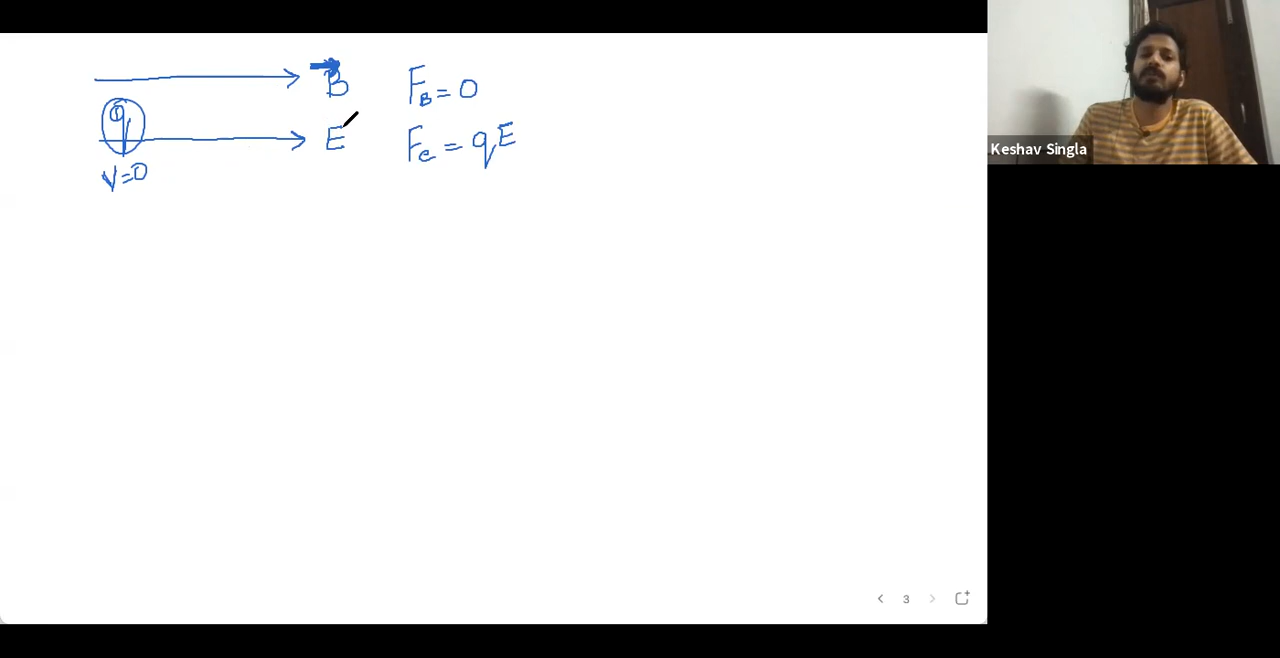 B⃗ F_B = 0
q
E F_e = qE
v=0
Keshav Singla
3